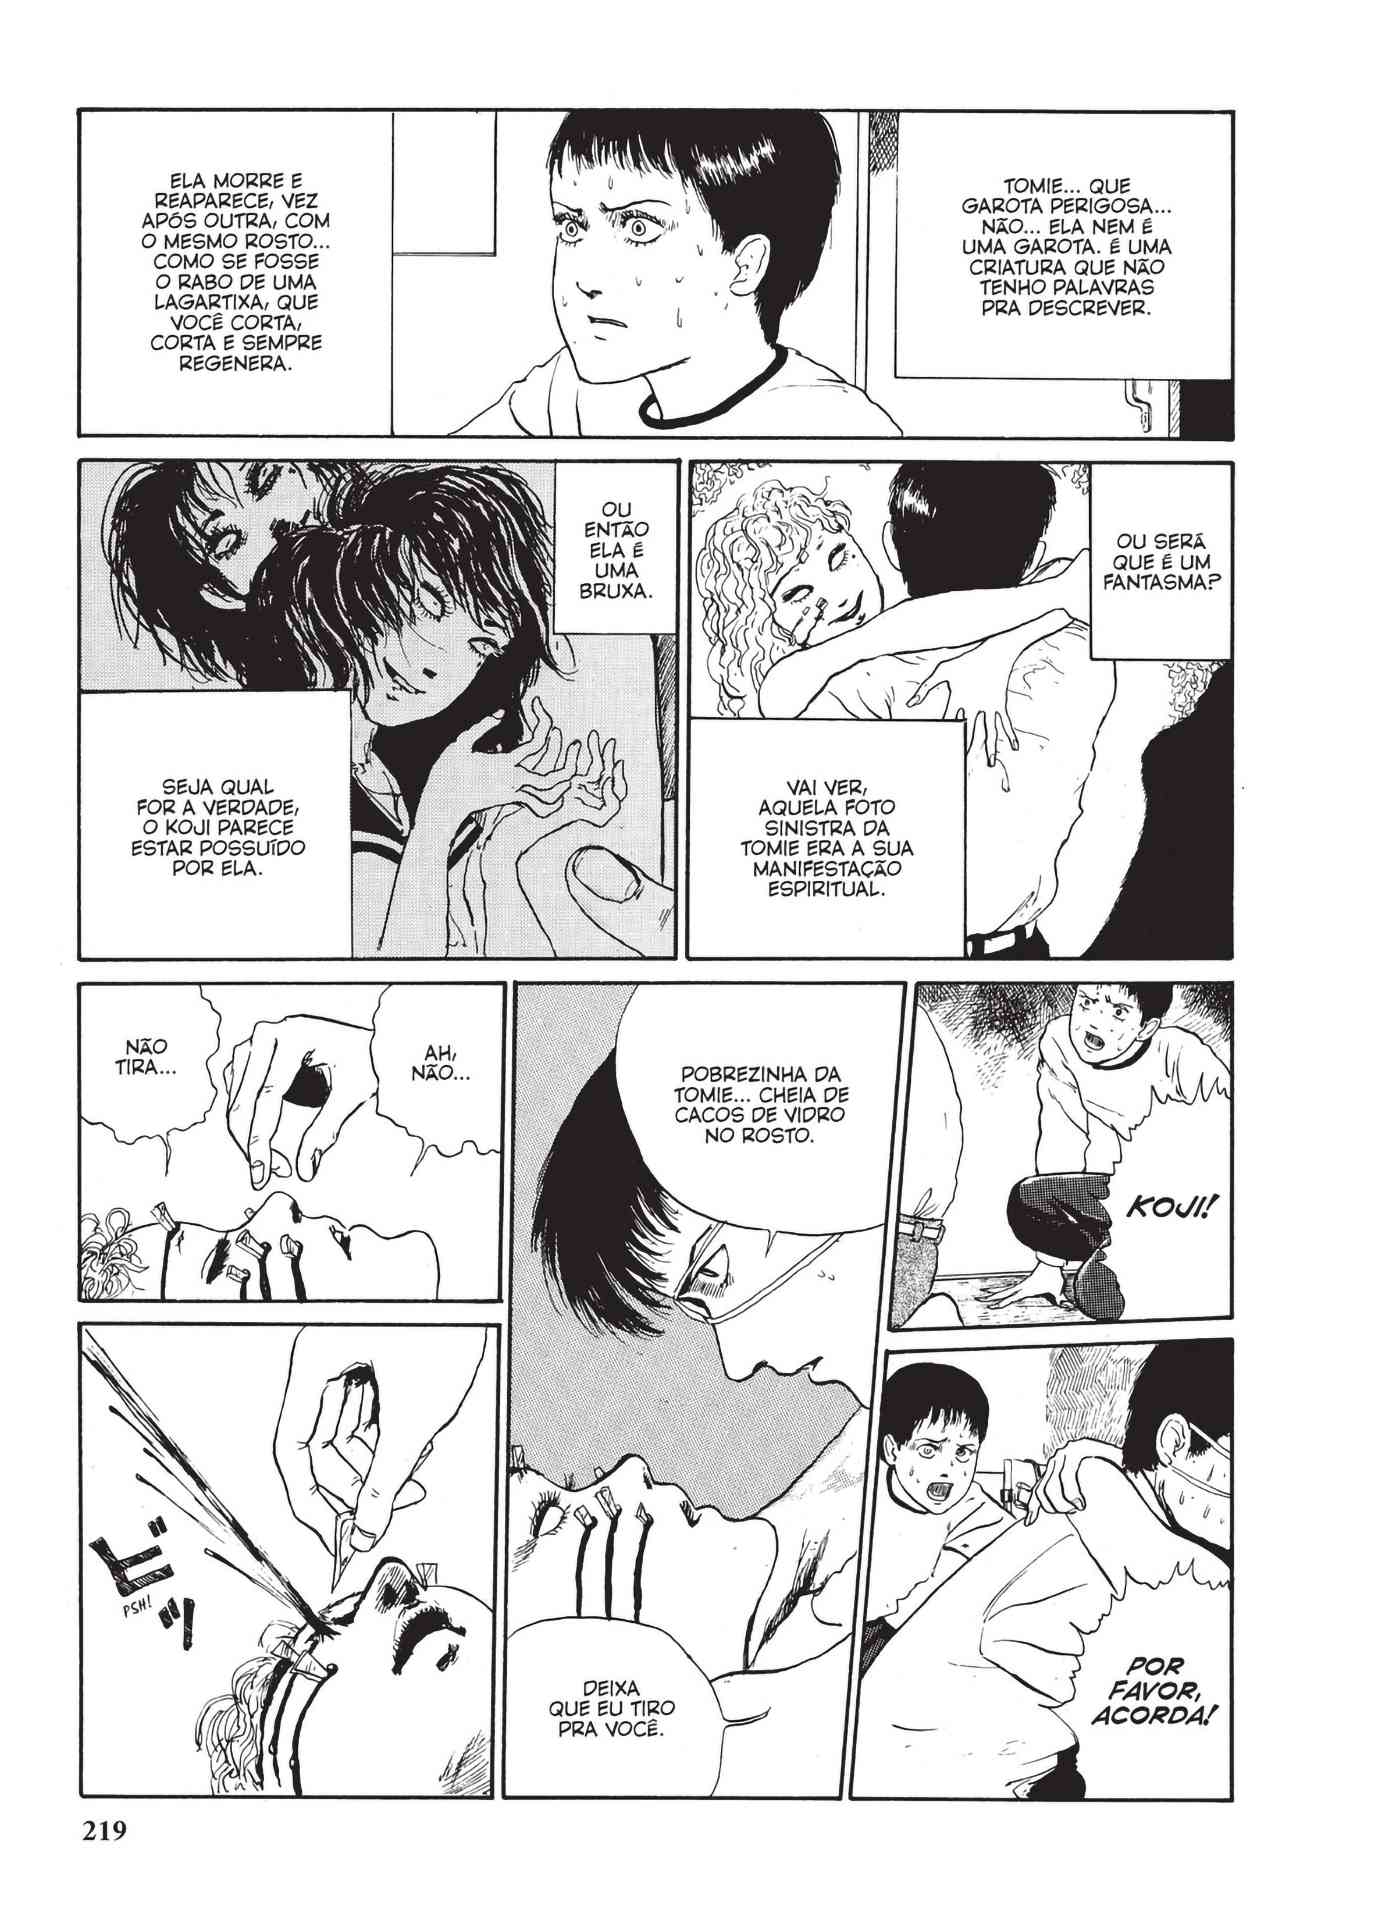 TOMIE... QUE
GAROTA PERIGOSA...
NÃO... ELA NEM É
UMA GAROTA. É UMA
CRIATURA QUE NÃO
TENHO PALAVRAS
PRA DESCREVER.
ELA MORRE E
REAPARECE, VEZ
APÓS OUTRA, COM
O MESMO ROSTO...
COMO SE FOSSE
O RABO DE UMA
LAGARTIXA, QUE
VOCÊ CORTA,
CORTA E SEMPRE
REGENERA.
OU SERÁ
QUE É UM
FANTASMA?
VAI VER,
AQUELA FOTO
SINISTRA DA
TOMIE ERA A SUA
MANIFESTAÇÃO
ESPIRITUAL.
OU
ENTÃO
ELA É
UMA
BRUXA.
SEJA QUAL
FOR A VERDADE,
O KOJI PARECE
ESTAR POSSUÍDO
POR ELA.
KOJI!
POR
FAVOR,
ACORDA!
POBREZINHA DA
TOMIE... CHEIA DE
CACOS DE VIDRO
NO ROSTO.
DEIXA
QUE EU TIRO
PRA VOCÊ.
AH,
NÃO...
NÃO
TIRA...
ビッ
PSH!
219